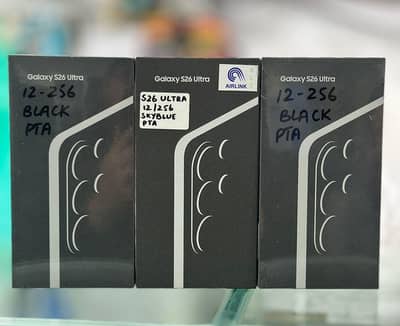 Galaxy S26 Ultra
12-256
BLACK
PTA
Galaxy S26 Ultra
AIRLINK
S26 ULTRA
12/256
SKYBLUE
PTA
Galaxy S26 Ultra
12-256
BLACK
PTA